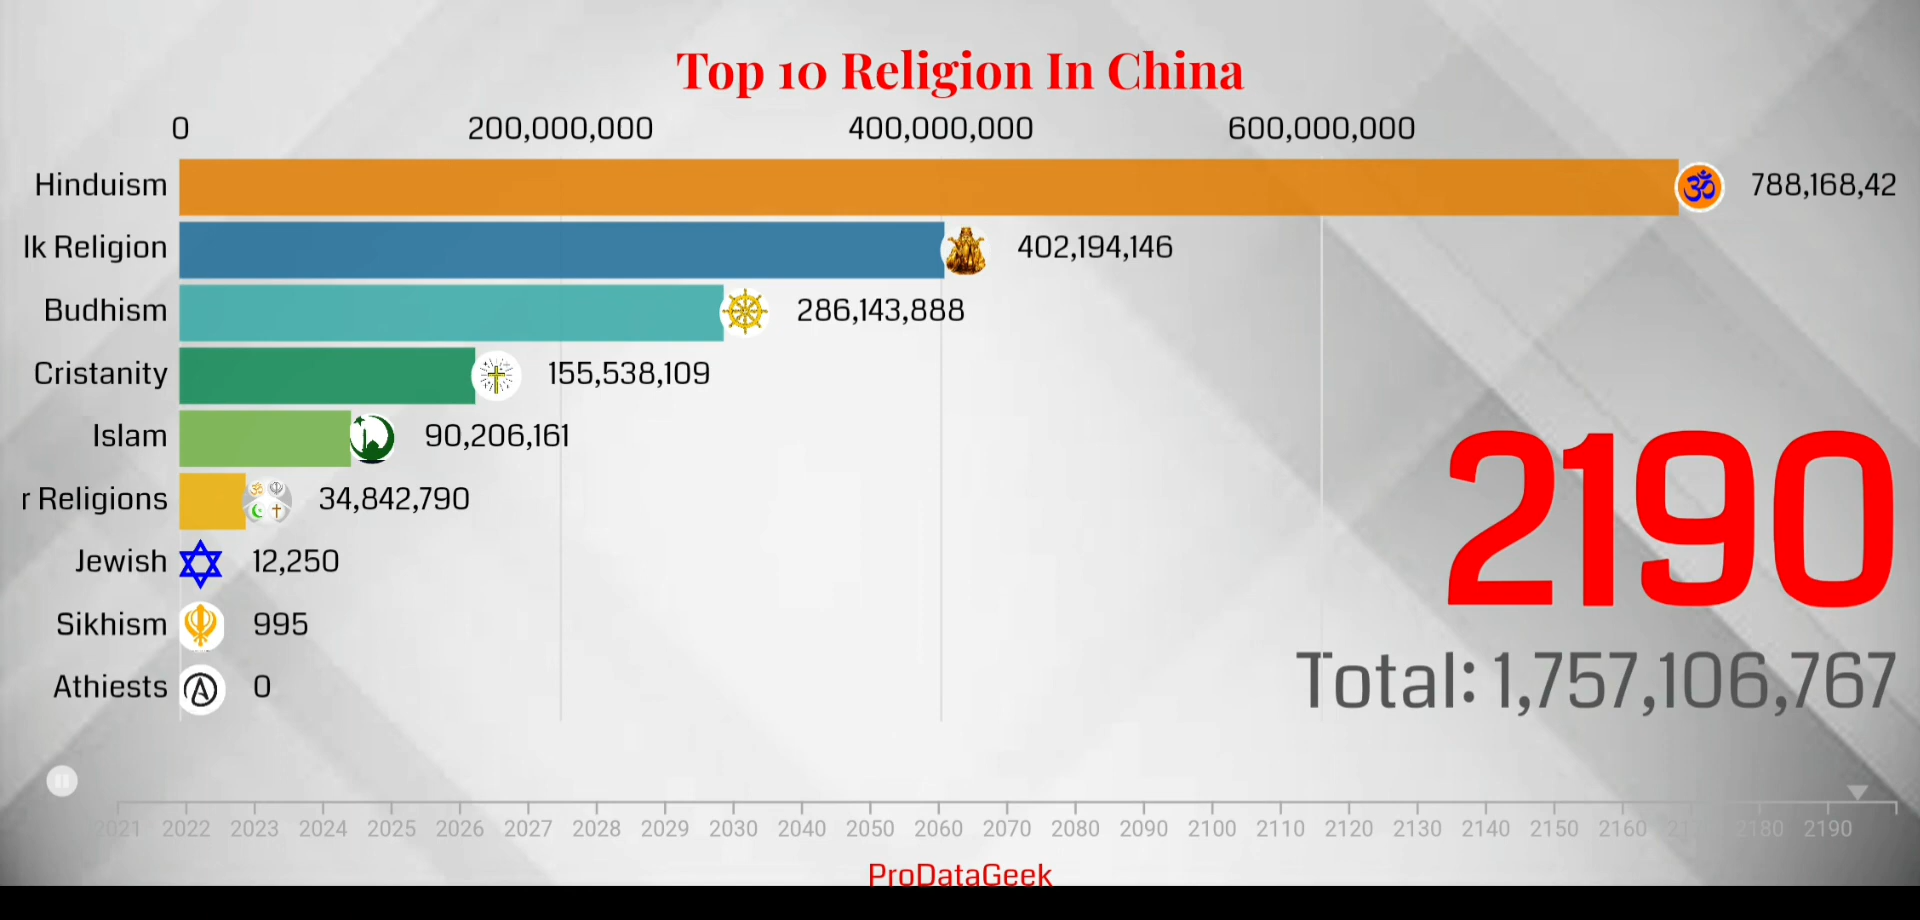 Top 10 Religion In China
0 200,000,000 400,000,000 600,000,000
Hinduism 788,168,42
lk Religion 402,194,146
Budhism 286,143,888
Cristanity 155,538,109
Islam 90,206,161
r Religions 34,842,790
Jewish 12,250
Sikhism 995
Athiests 0
2190
Total: 1,757,106,767
2021 2022 2023 2024 2025 2026 2027 2028 2029 2030 2040 2050 2060 2070 2080 2090 2100 2110 2120 2130 2140 2150 2160 2170 2180 2190
ProDataGeek